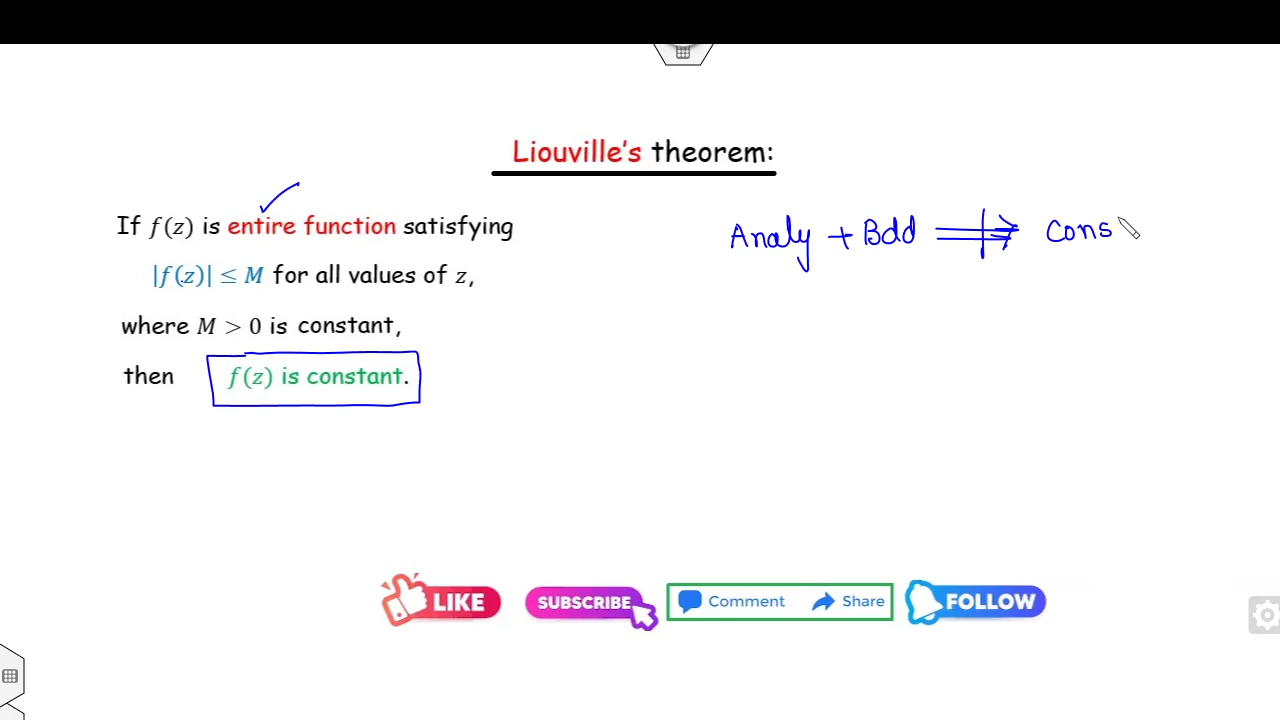 Liouville's theorem:
If f(z) is entire function satisfying
|f(z)| ≤ M for all values of z,
where M > 0 is constant,
then f(z) is constant.
Analy + Bdd ⇏ Cons
LIKE
SUBSCRIBE
Comment Share
FOLLOW